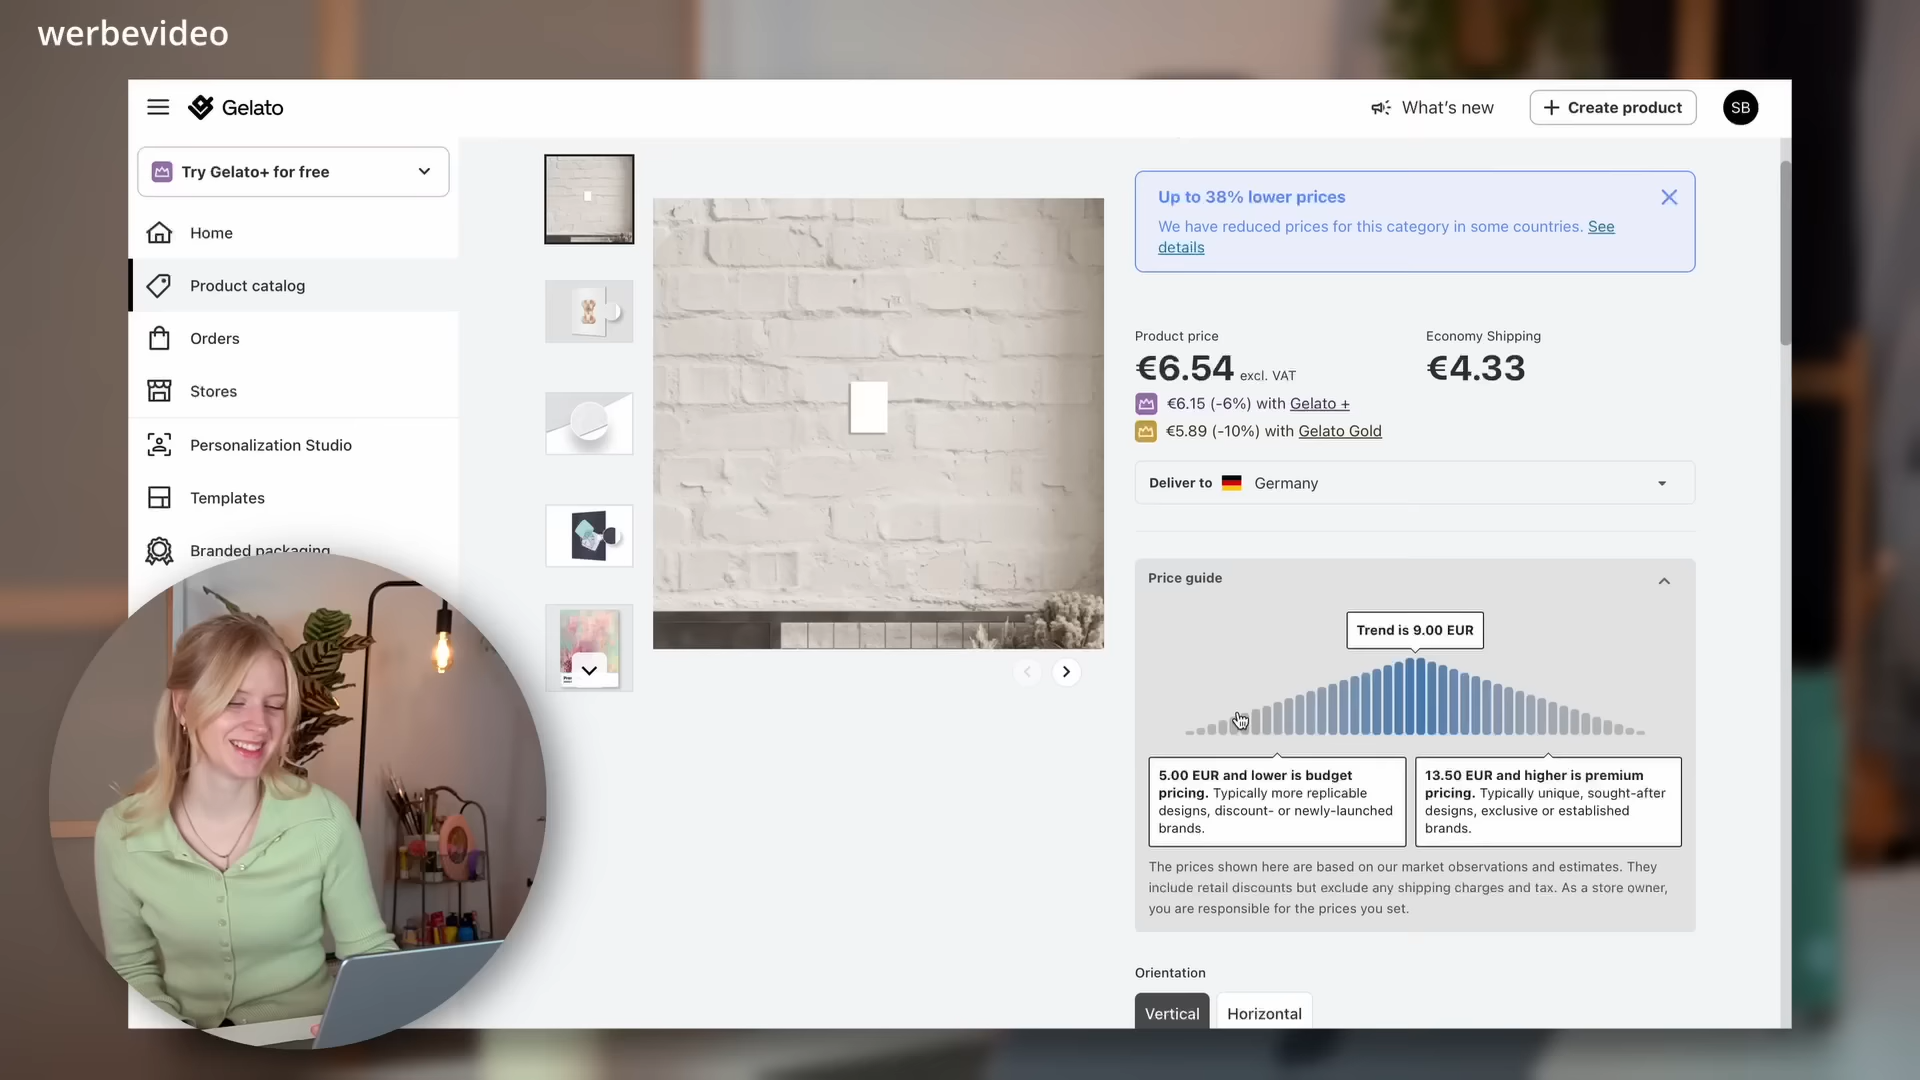 werbevideo
Gelato
What's new
+ Create product
SB
Try Gelato+ for free
Home
Product catalog
Orders
Stores
Personalization Studio
Templates
Branded packaging
Up to 38% lower prices
We have reduced prices for this category in some countries. See
details
Product price
€6.54 excl. VAT
€6.15 (-6%) with Gelato +
€5.89 (-10%) with Gelato Gold
Economy Shipping
€4.33
Deliver to Germany
Price guide
Trend is 9.00 EUR
5.00 EUR and lower is budget
pricing. Typically more replicable
designs, discount- or newly-launched
brands.
13.50 EUR and higher is premium
pricing. Typically unique, sought-after
designs, exclusive or established
brands.
The prices shown here are based on our market observations and estimates. They
include retail discounts but exclude any shipping charges and tax. As a store owner,
you are responsible for the prices you set.
Orientation
Vertical
Horizontal